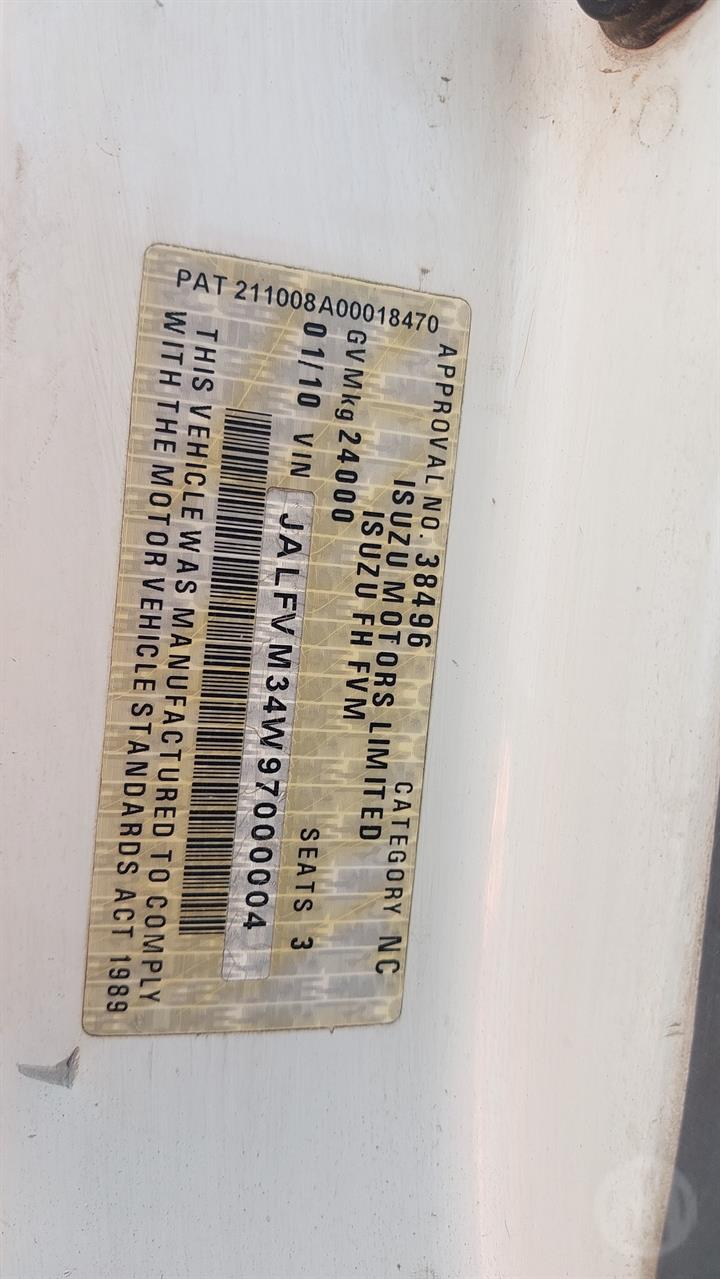 PAT 211008A00018470
APPROVAL NO. 38496 CATEGORY NC
ISUZU MOTORS LIMITED
ISUZU FH FVM
GVMkg 24000
01/10 VIN JALFVM34W97000004 SEATS 3
THIS VEHICLE WAS MANUFACTURED TO COMPLY
WITH THE MOTOR VEHICLE STANDARDS ACT 1989